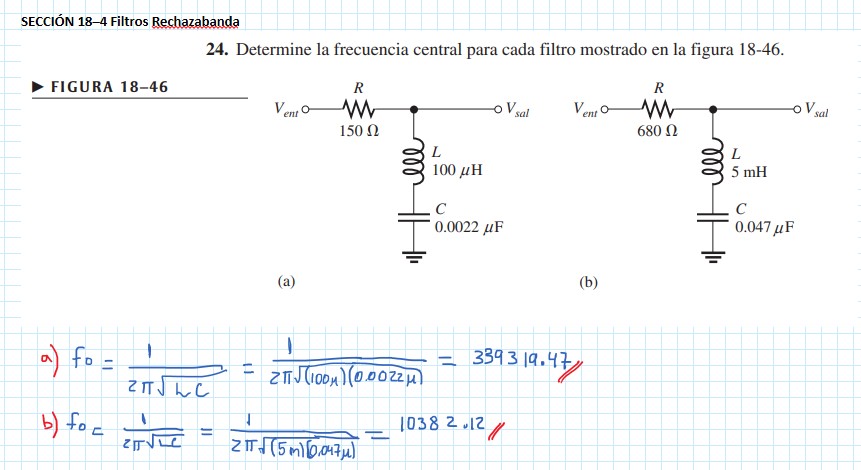 SECCIÓN 18–4 Filtros Rechazabanda
24. Determine la frecuencia central para cada filtro mostrado en la figura 18-46.
▶ FIGURA 18–46
R
V_ent
V_sal
150 Ω
L
100 μH
C
0.0022 μF
(a)
R
V_ent
V_sal
680 Ω
L
5 mH
C
0.047 μF
(b)
a) fo = 1/(2π√LC) = 1/(2π√(100μ)(0.0022μ)) = 339319.47
b) fo = 1/(2π√LC) = 1/(2π√(5m)(0.047μ)) = 10382.12